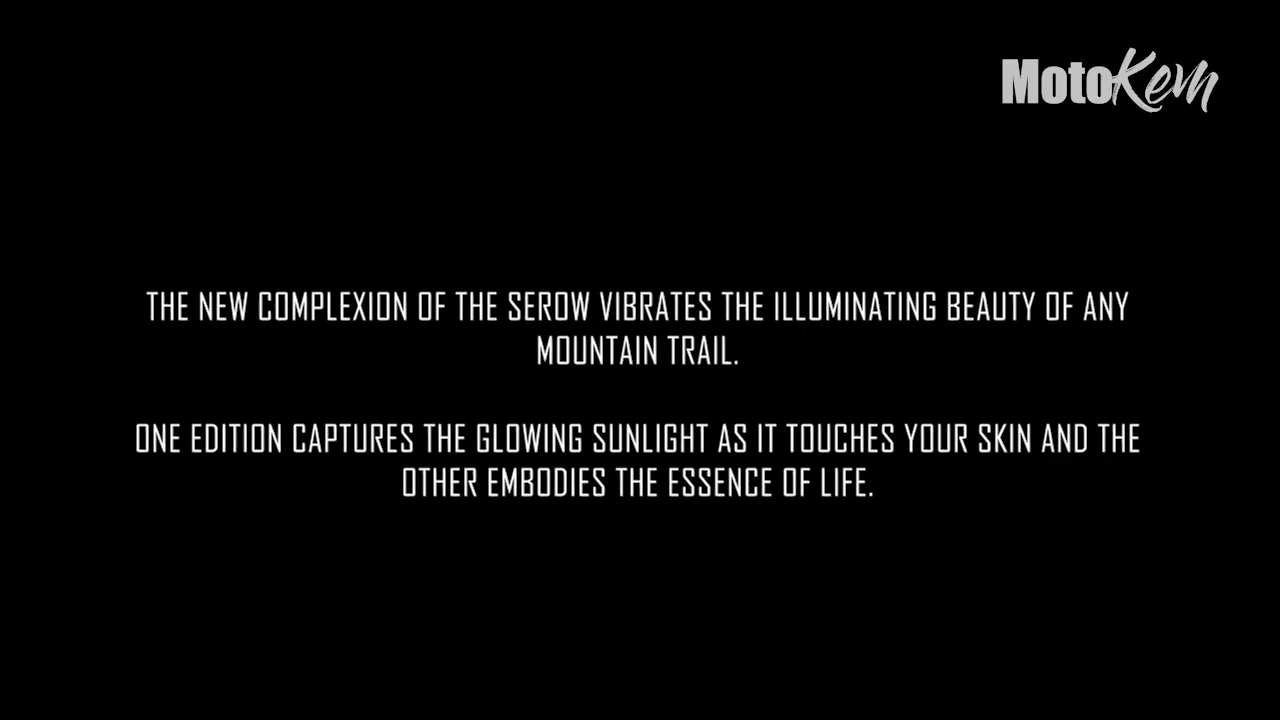 MotoKem
THE NEW COMPLEXION OF THE SEROW VIBRATES THE ILLUMINATING BEAUTY OF ANY
MOUNTAIN TRAIL.
ONE EDITION CAPTURES THE GLOWING SUNLIGHT AS IT TOUCHES YOUR SKIN AND THE
OTHER EMBODIES THE ESSENCE OF LIFE.